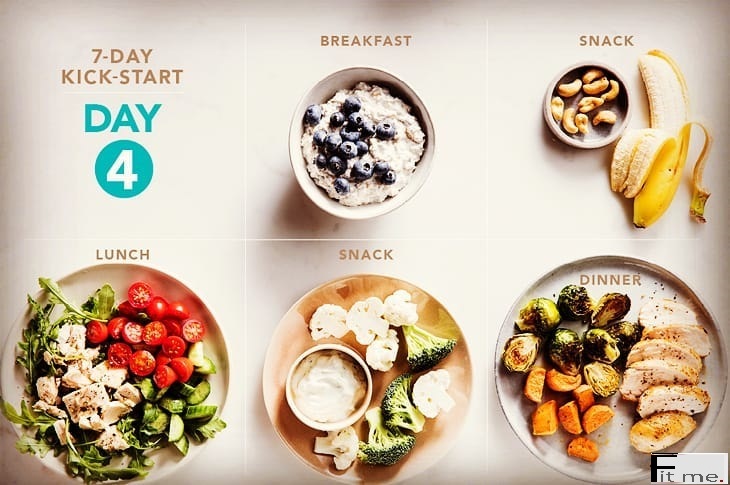 7-DAY
KICK-START
DAY
4
BREAKFAST
SNACK
LUNCH
SNACK
DINNER
Fit me.